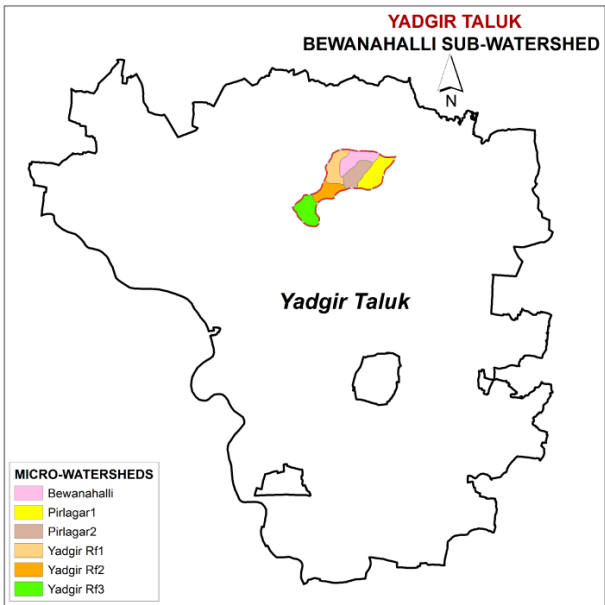 YADGIR TALUK
BEWANAHALLI SUB-WATERSHED
N
Yadgir Taluk
MICRO-WATERSHEDS
Bewanahalli
Pirlagar1
Pirlagar2
Yadgir Rf1
Yadgir Rf2
Yadgir Rf3